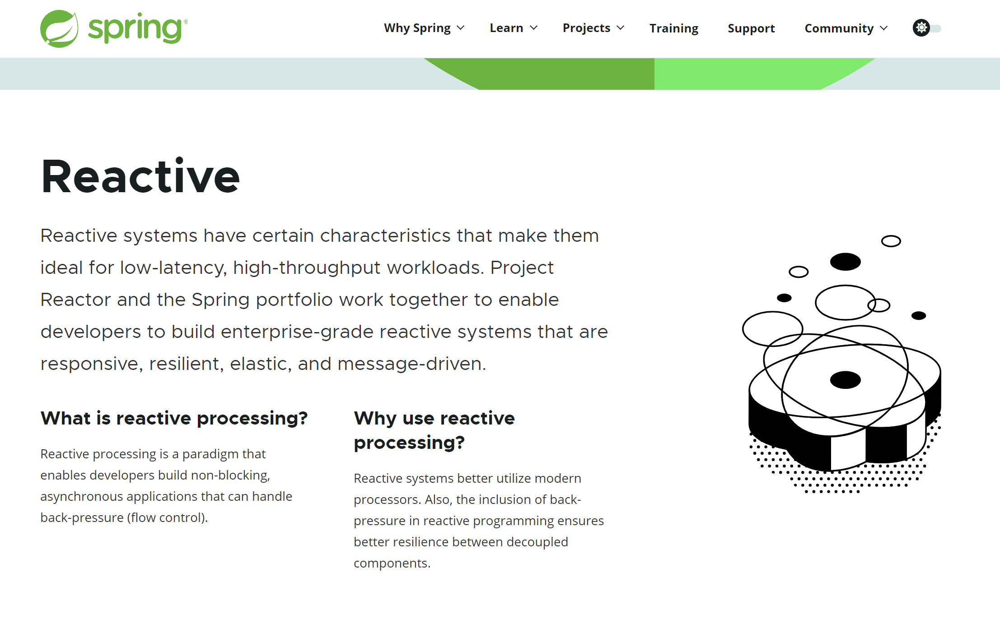 spring®
Why Spring
Learn
Projects
Training
Support
Community
Reactive
Reactive systems have certain characteristics that make them
ideal for low-latency, high-throughput workloads. Project
Reactor and the Spring portfolio work together to enable
developers to build enterprise-grade reactive systems that are
responsive, resilient, elastic, and message-driven.
What is reactive processing?
Reactive processing is a paradigm that
enables developers build non-blocking,
asynchronous applications that can handle
back-pressure (flow control).
Why use reactive
processing?
Reactive systems better utilize modern
processors. Also, the inclusion of back-
pressure in reactive programming ensures
better resilience between decoupled
components.